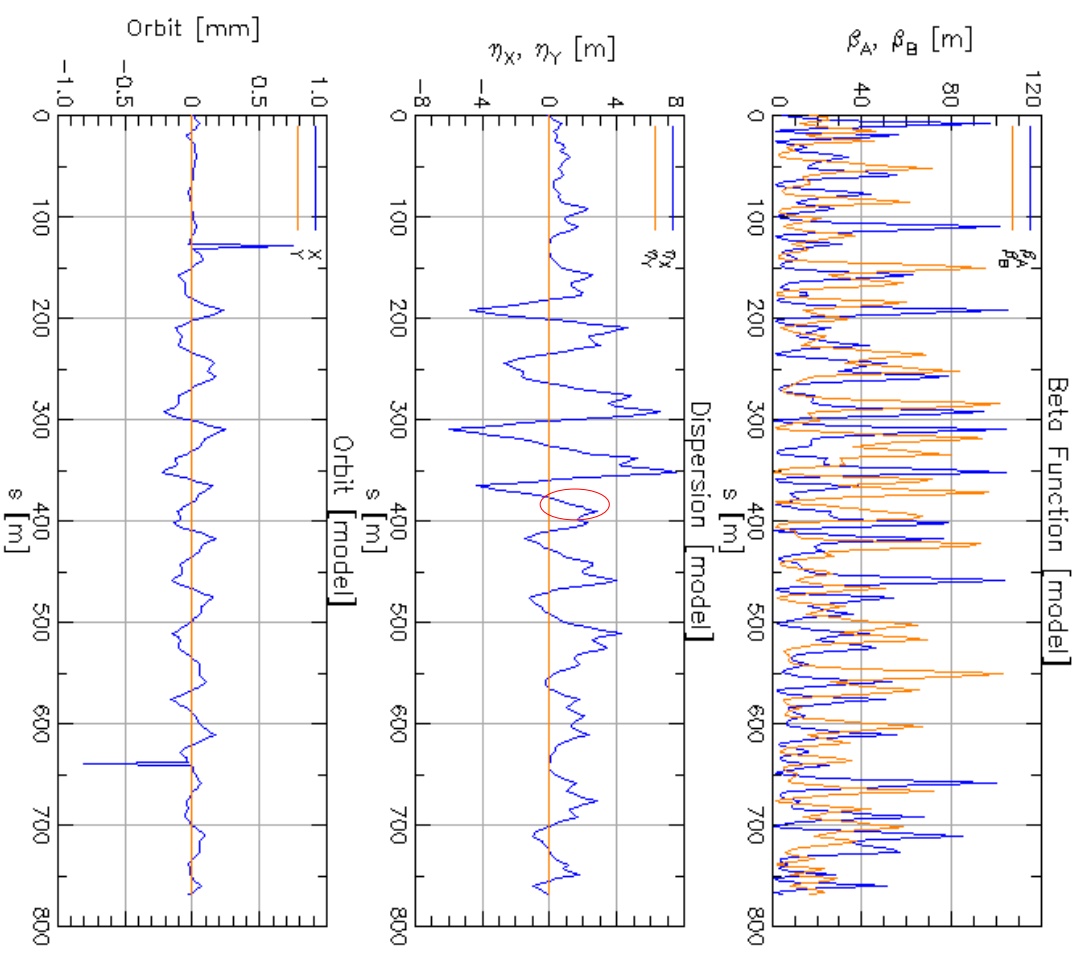 Beta Function [model]
β_A, β_B [m]
120
80
40
0
β_A
β_B
0
100
200
300
400
500
600
700
800
s [m]
Dispersion [model]
η_X, η_Y [m]
8
4
0
-4
-8
η_X
η_Y
0
100
200
300
400
500
600
700
800
s [m]
Orbit [model]
Orbit [mm]
1.0
0.5
0
-0.5
-1.0
X
Y
0
100
200
300
400
500
600
700
800
s [m]